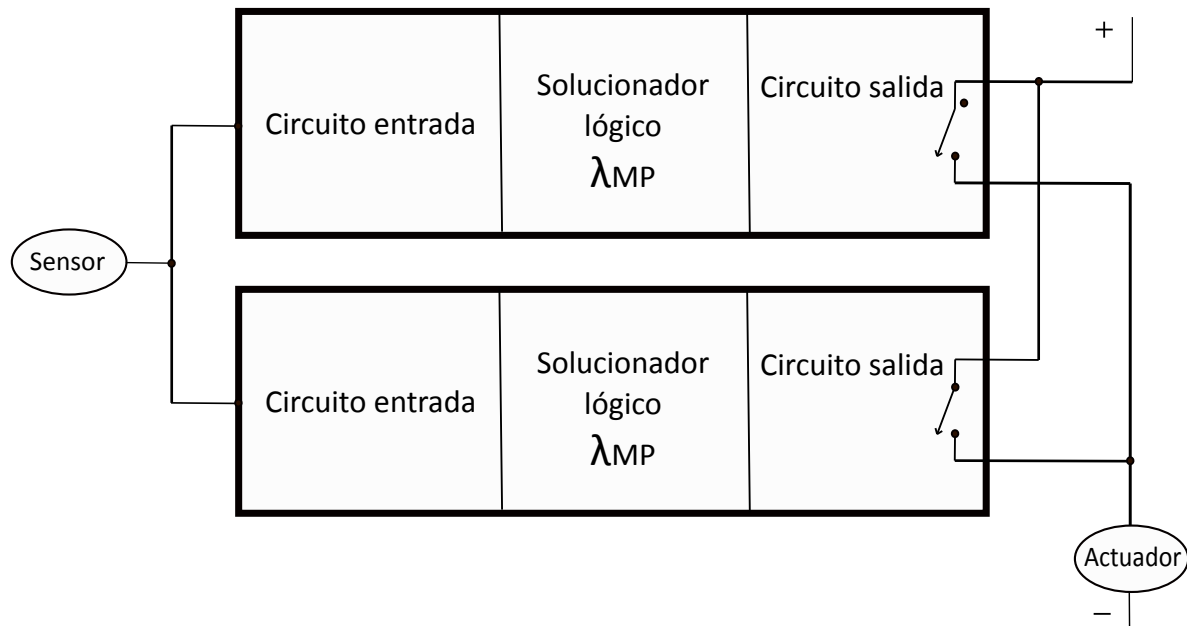 +
Circuito entrada
Solucionador
lógico
λMP
Circuito salida
Sensor
Circuito entrada
Solucionador
lógico
λMP
Circuito salida
Actuador
−